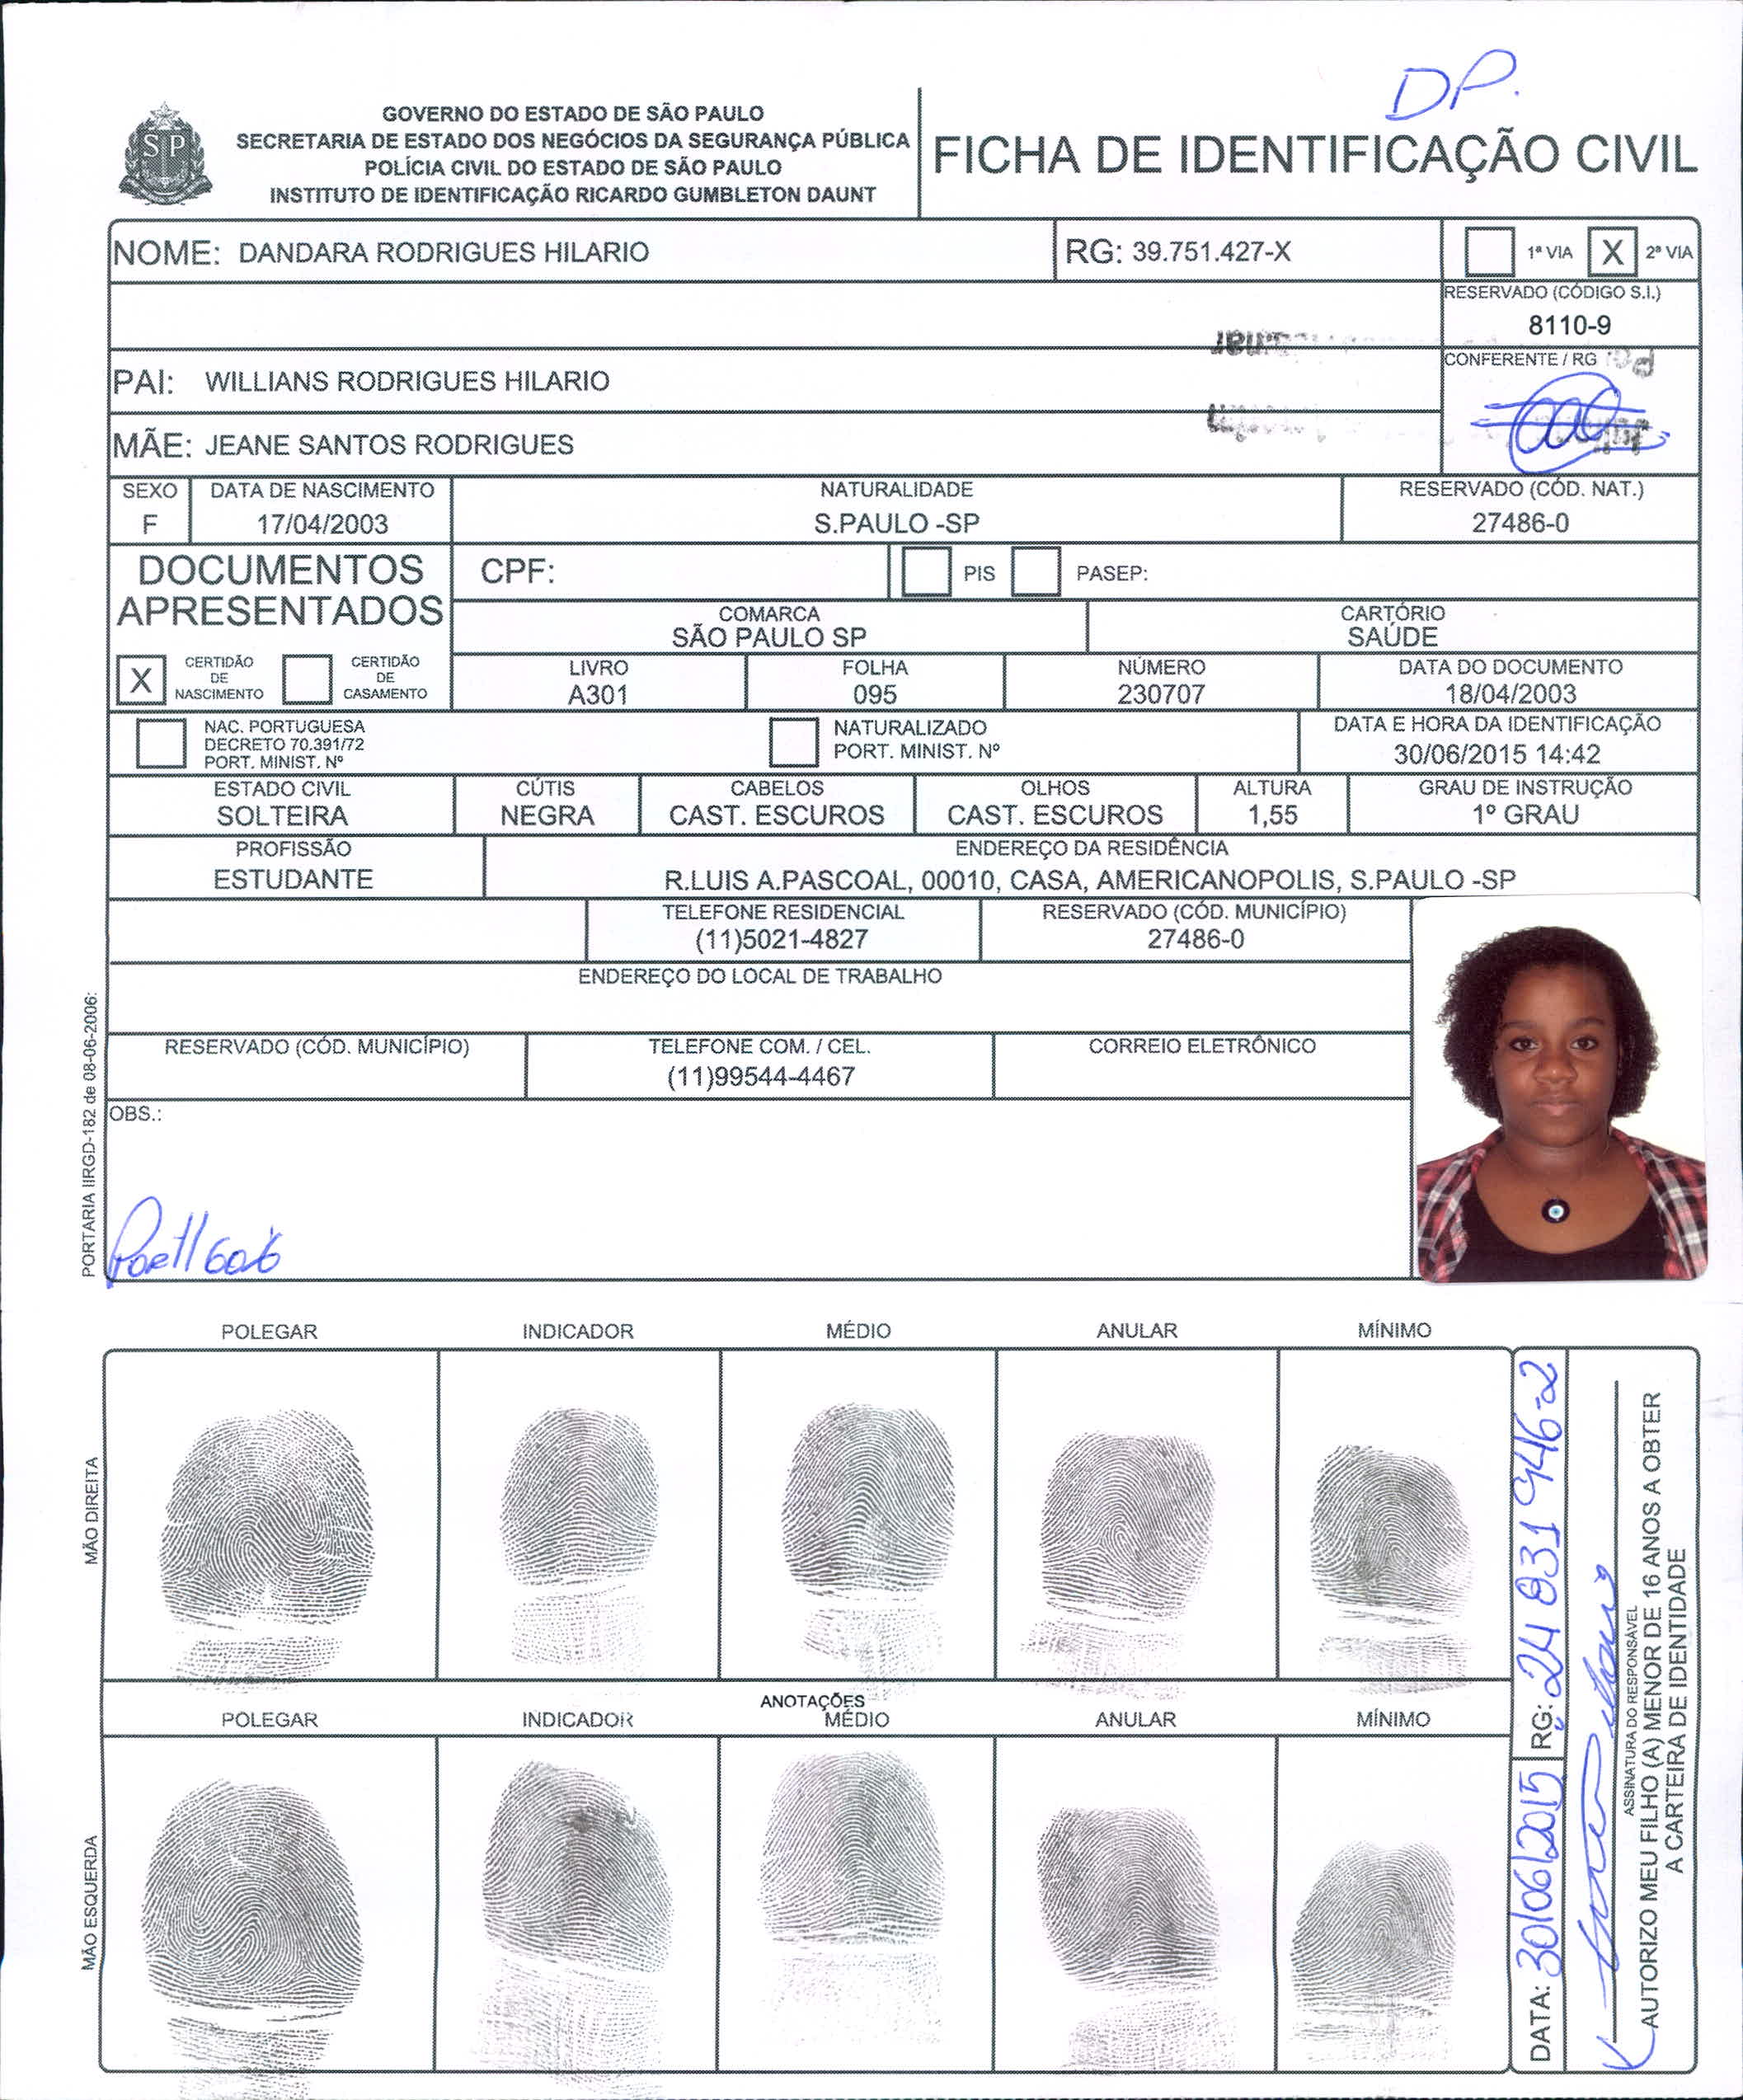 DP.
GOVERNO DO ESTADO DE SÃO PAULO
SECRETARIA DE ESTADO DOS NEGÓCIOS DA SEGURANÇA PÚBLICA
POLÍCIA CIVIL DO ESTADO DE SÃO PAULO
INSTITUTO DE IDENTIFICAÇÃO RICARDO GUMBLETON DAUNT
SP
FICHA DE IDENTIFICAÇÃO CIVIL
NOME: DANDARA RODRIGUES HILARIO
RG: 39.751.427-X
1ª VIA X 2ª VIA
RESERVADO (CÓDIGO S.I.)
8110-9
CONFERENTE / RG
PAI: WILLIANS RODRIGUES HILARIO
MÃE: JEANE SANTOS RODRIGUES
SEXO DATA DE NASCIMENTO NATURALIDADE RESERVADO (CÓD. NAT.)
F 17/04/2003 S.PAULO -SP 27486-0
DOCUMENTOS
APRESENTADOS
CPF: PIS PASEP:
COMARCA CARTÓRIO
SÃO PAULO SP SAÚDE
X CERTIDÃO
DE
NASCIMENTO
CERTIDÃO
DE
CASAMENTO
LIVRO FOLHA NÚMERO DATA DO DOCUMENTO
A301 095 230707 18/04/2003
NAC. PORTUGUESA
DECRETO 70.391/72
PORT. MINIST. Nº
NATURALIZADO
PORT. MINIST. Nº
DATA E HORA DA IDENTIFICAÇÃO
30/06/2015 14:42
ESTADO CIVIL CÚTIS CABELOS OLHOS ALTURA GRAU DE INSTRUÇÃO
SOLTEIRA NEGRA CAST. ESCUROS CAST. ESCUROS 1,55 1º GRAU
PROFISSÃO ENDEREÇO DA RESIDÊNCIA
ESTUDANTE R.LUIS A.PASCOAL, 00010, CASA, AMERICANOPOLIS, S.PAULO -SP
TELEFONE RESIDENCIAL RESERVADO (CÓD. MUNICÍPIO)
(11)5021-4827 27486-0
ENDEREÇO DO LOCAL DE TRABALHO
RESERVADO (CÓD. MUNICÍPIO) TELEFONE COM. / CEL. CORREIO ELETRÔNICO
(11)99544-4467
OBS.:
PORTARIA IIRGD-182 de 08-06-2006:
POLEGAR INDICADOR MÉDIO ANULAR MÍNIMO
MÃO DIREITA
ANOTAÇÕES
POLEGAR INDICADOR MÉDIO ANULAR MÍNIMO
MÃO ESQUERDA
DATA: 30/06/2015 RG: 24 831 946-2
ASSINATURA DO RESPONSÁVEL
AUTORIZO MEU FILHO (A) MENOR DE 16 ANOS A OBTER
A CARTEIRA DE IDENTIDADE